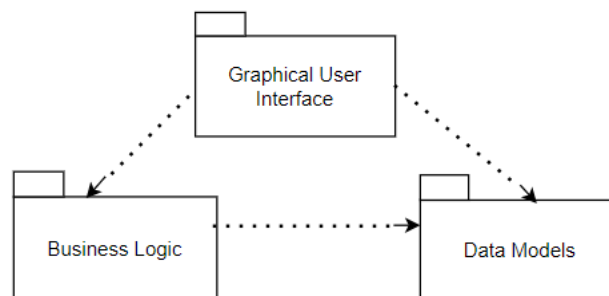 Graphical User
Interface
Business Logic
Data Models